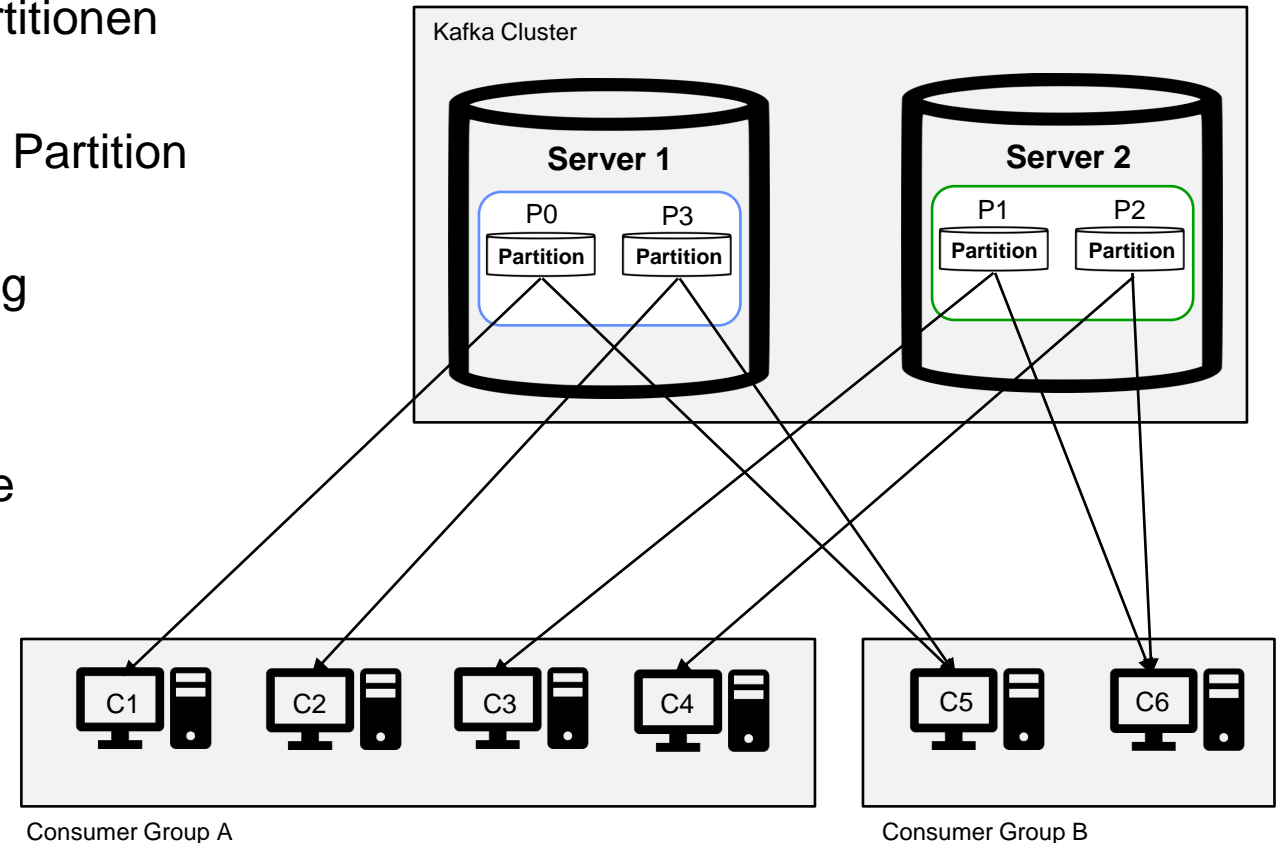 rtitionen
Partition
g
e
Kafka Cluster
Server 1
Server 2
P0
P3
P1
P2
Partition
Partition
Partition
Partition
C1
C2
C3
C4
C5
C6
Consumer Group A
Consumer Group B